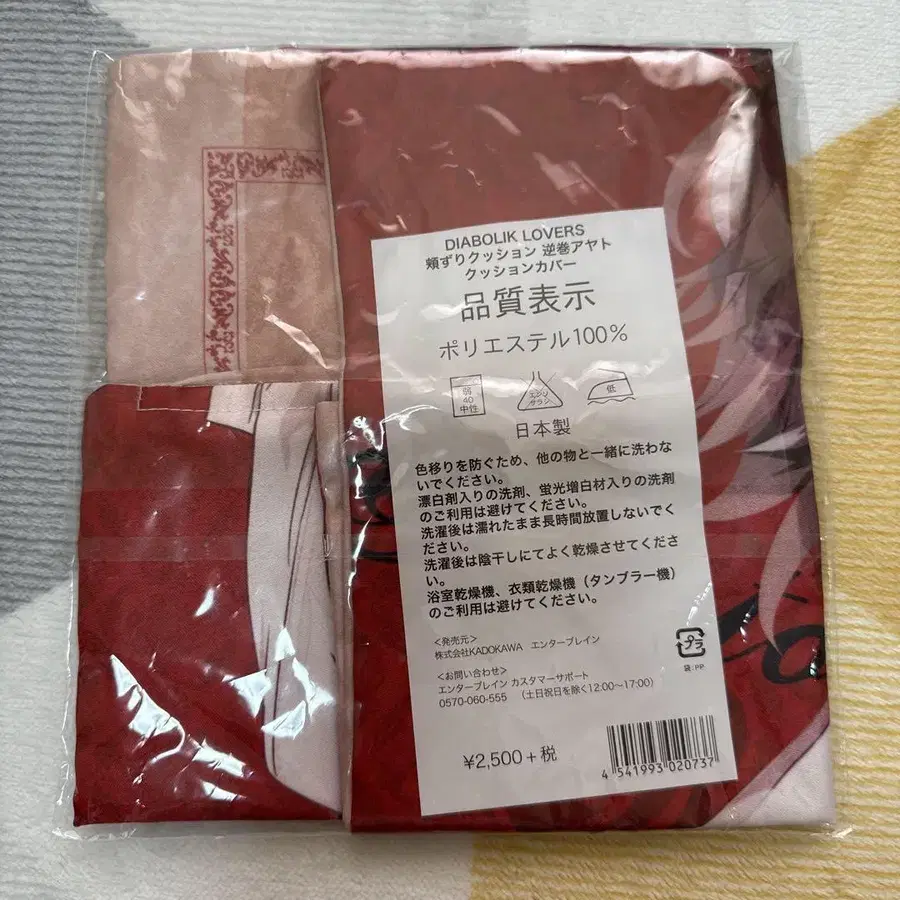 DIABOLIK LOVERS
頬ずりクッション 逆巻アヤト
クッションカバー
品質表示
ポリエステル100%
弱
40
中性
エンソ
サラシ
低
日本製
色移りを防ぐため、他の物と一緒に洗わな
いでください。
漂白剤入りの洗剤、蛍光増白材入りの洗剤
のご利用は避けてください。
洗濯後は濡れたまま長時間放置しないでく
ださい。
洗濯後は陰干しにてよく乾燥させてくださ
い。
浴室乾燥機、衣類乾燥機（タンブラー機）
のご利用は避けてください。
<発売元>
株式会社KADOKAWA エンターブレイン
<お問い合わせ>
エンターブレイン カスタマーサポート
0570-060-555 （土日祝日を除く12:00~17:00）
プラ
袋:PP
¥2,500+税
4 541993 020737